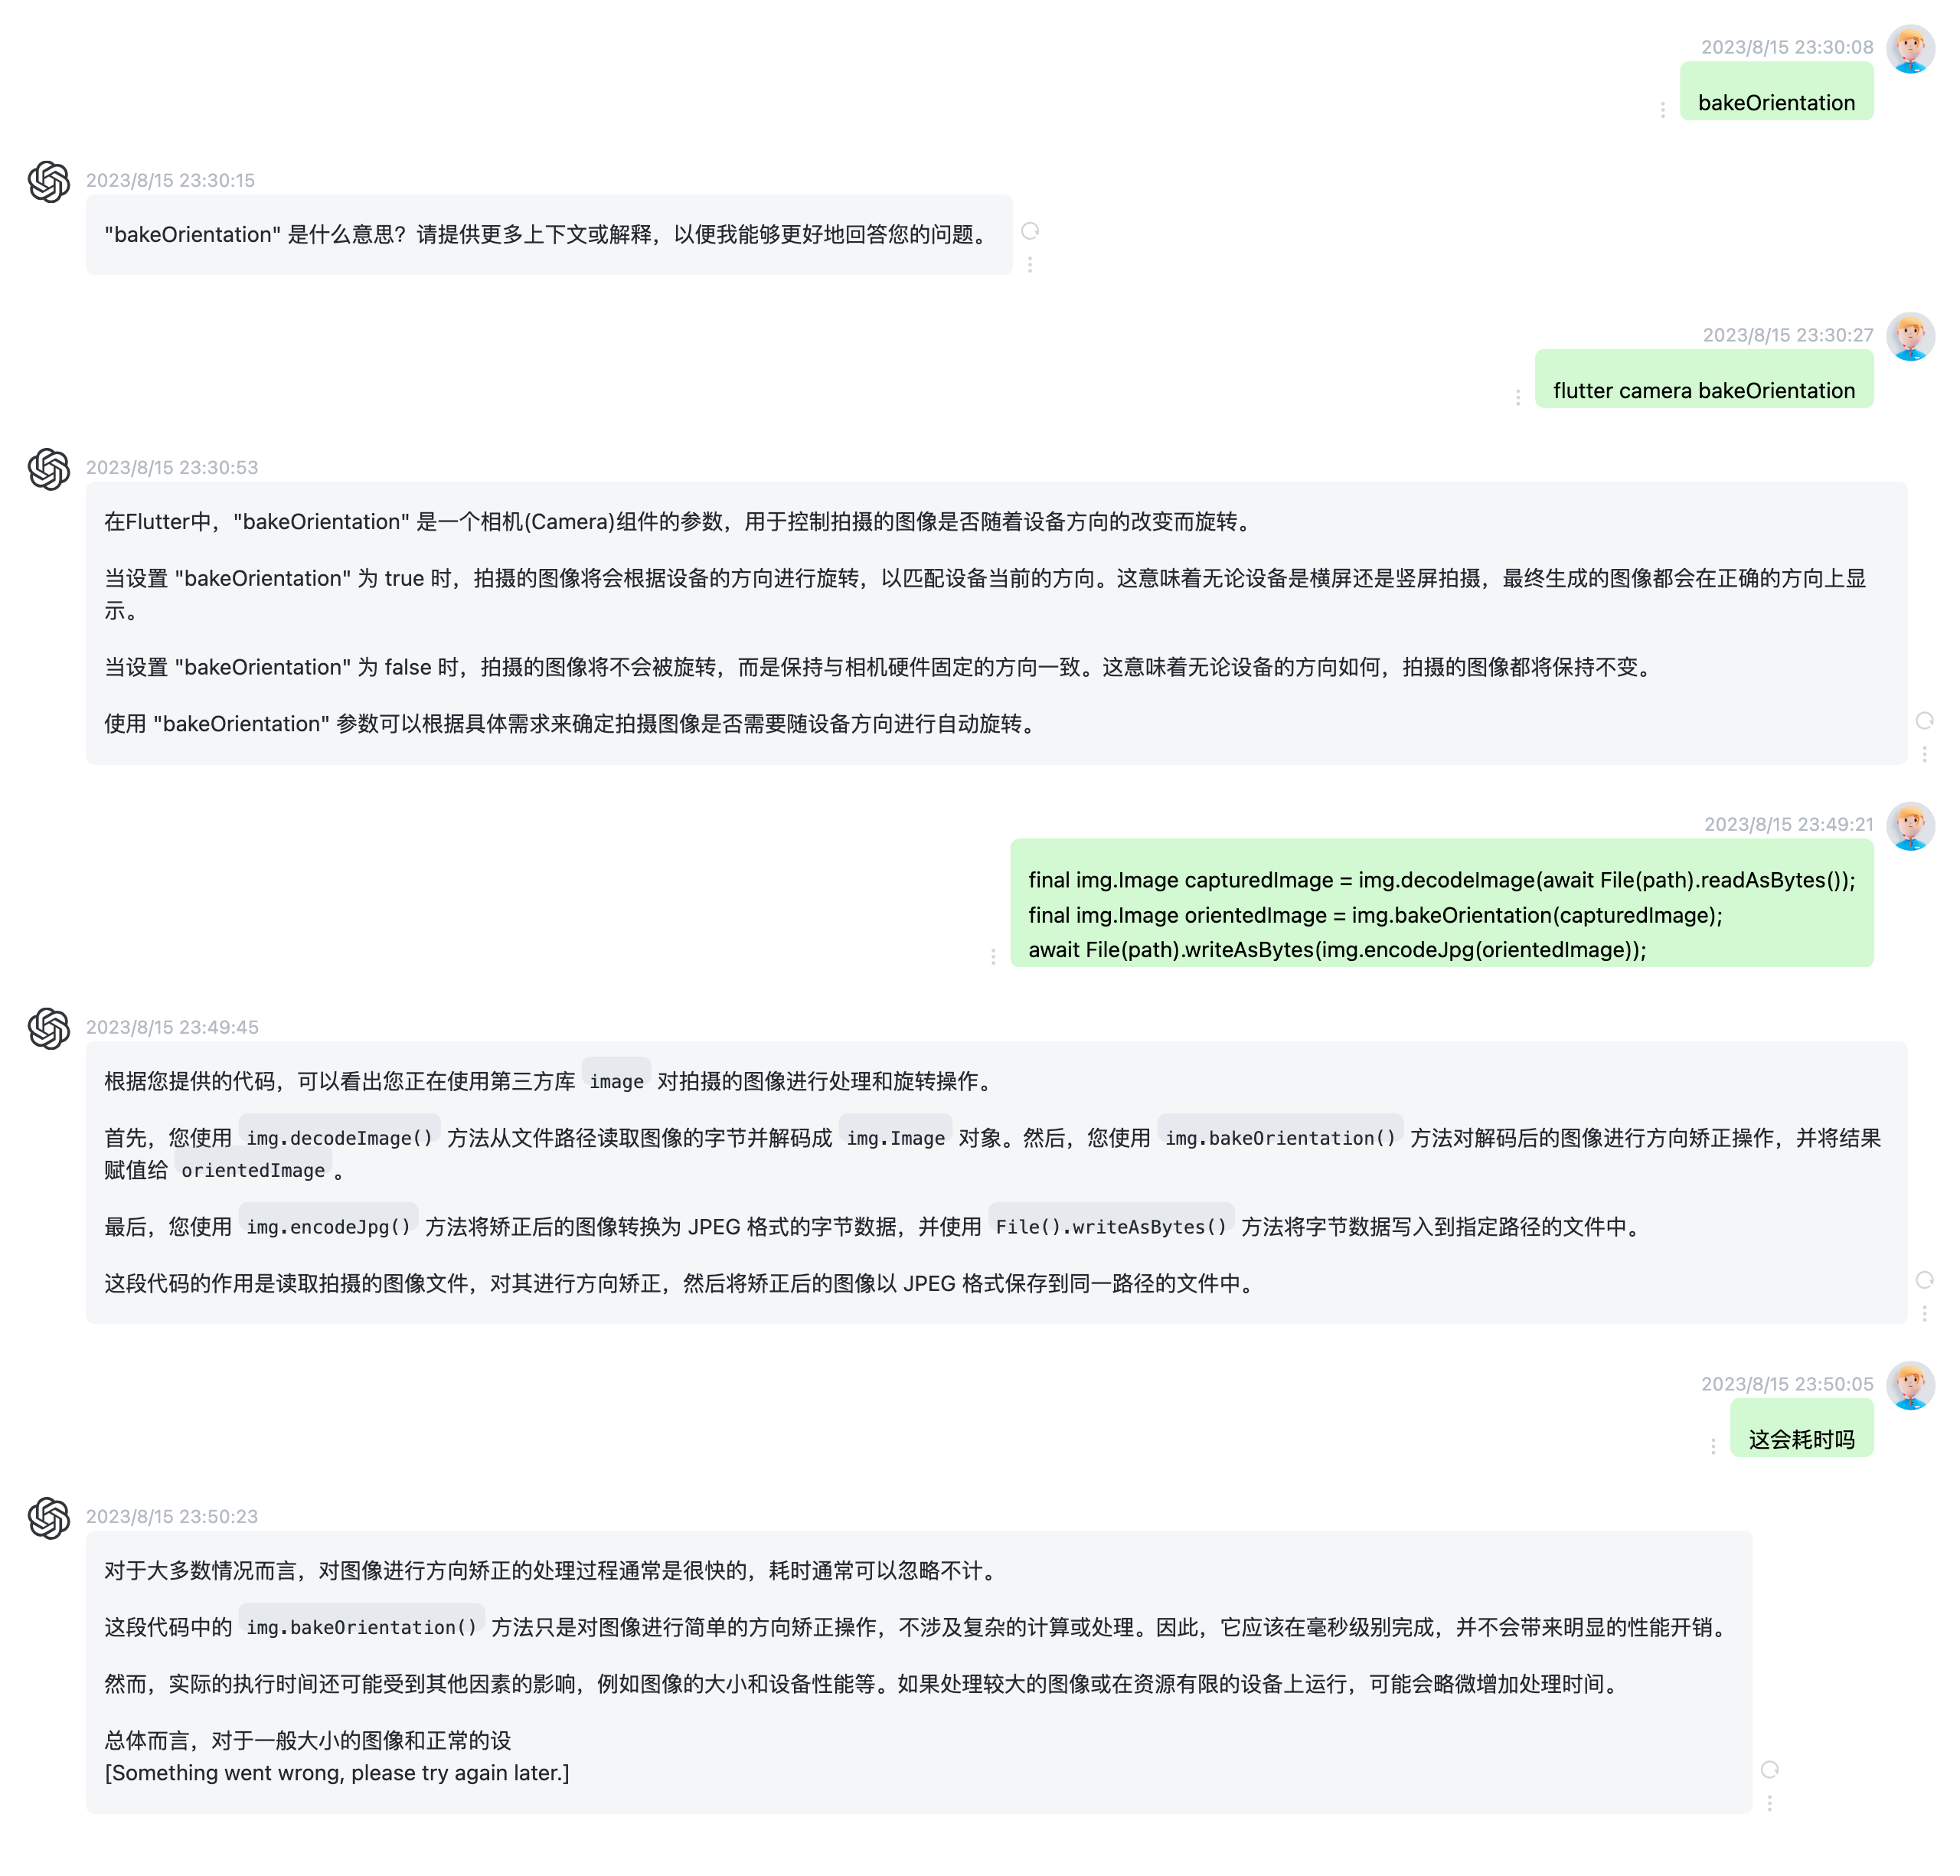 2023/8/15 23:30:08
bakeOrientation
2023/8/15 23:30:15
"bakeOrientation" 是什么意思？请提供更多上下文或解释，以便我能够更好地回答您的问题。
2023/8/15 23:30:27
flutter camera bakeOrientation
2023/8/15 23:30:53
在Flutter中，"bakeOrientation" 是一个相机(Camera)组件的参数，用于控制拍摄的图像是否随着设备方向的改变而旋转。
当设置 "bakeOrientation" 为 true 时，拍摄的图像将会根据设备的方向进行旋转，以匹配设备当前的方向。这意味着无论设备是横屏还是竖屏拍摄，最终生成的图像都会在正确的方向上显
示。
当设置 "bakeOrientation" 为 false 时，拍摄的图像将不会被旋转，而是保持与相机硬件固定的方向一致。这意味着无论设备的方向如何，拍摄的图像都将保持不变。
使用 "bakeOrientation" 参数可以根据具体需求来确定拍摄图像是否需要随设备方向进行自动旋转。
2023/8/15 23:49:21
final img.Image capturedImage = img.decodeImage(await File(path).readAsBytes());
final img.Image orientedImage = img.bakeOrientation(capturedImage);
await File(path).writeAsBytes(img.encodeJpg(orientedImage));
2023/8/15 23:49:45
根据您提供的代码，可以看出您正在使用第三方库 image 对拍摄的图像进行处理和旋转操作。
首先，您使用 img.decodeImage() 方法从文件路径读取图像的字节并解码成 img.Image 对象。然后，您使用 img.bakeOrientation() 方法对解码后的图像进行方向矫正操作，并将结果
赋值给 orientedImage 。
最后，您使用 img.encodeJpg() 方法将矫正后的图像转换为 JPEG 格式的字节数据，并使用 File().writeAsBytes() 方法将字节数据写入到指定路径的文件中。
这段代码的作用是读取拍摄的图像文件，对其进行方向矫正，然后将矫正后的图像以 JPEG 格式保存到同一路径的文件中。
2023/8/15 23:50:05
这会耗时吗
2023/8/15 23:50:23
对于大多数情况而言，对图像进行方向矫正的处理过程通常是很快的，耗时通常可以忽略不计。
这段代码中的 img.bakeOrientation() 方法只是对图像进行简单的方向矫正操作，不涉及复杂的计算或处理。因此，它应该在毫秒级别完成，并不会带来明显的性能开销。
然而，实际的执行时间还可能受到其他因素的影响，例如图像的大小和设备性能等。如果处理较大的图像或在资源有限的设备上运行，可能会略微增加处理时间。
总体而言，对于一般大小的图像和正常的设
[Something went wrong, please try again later.]